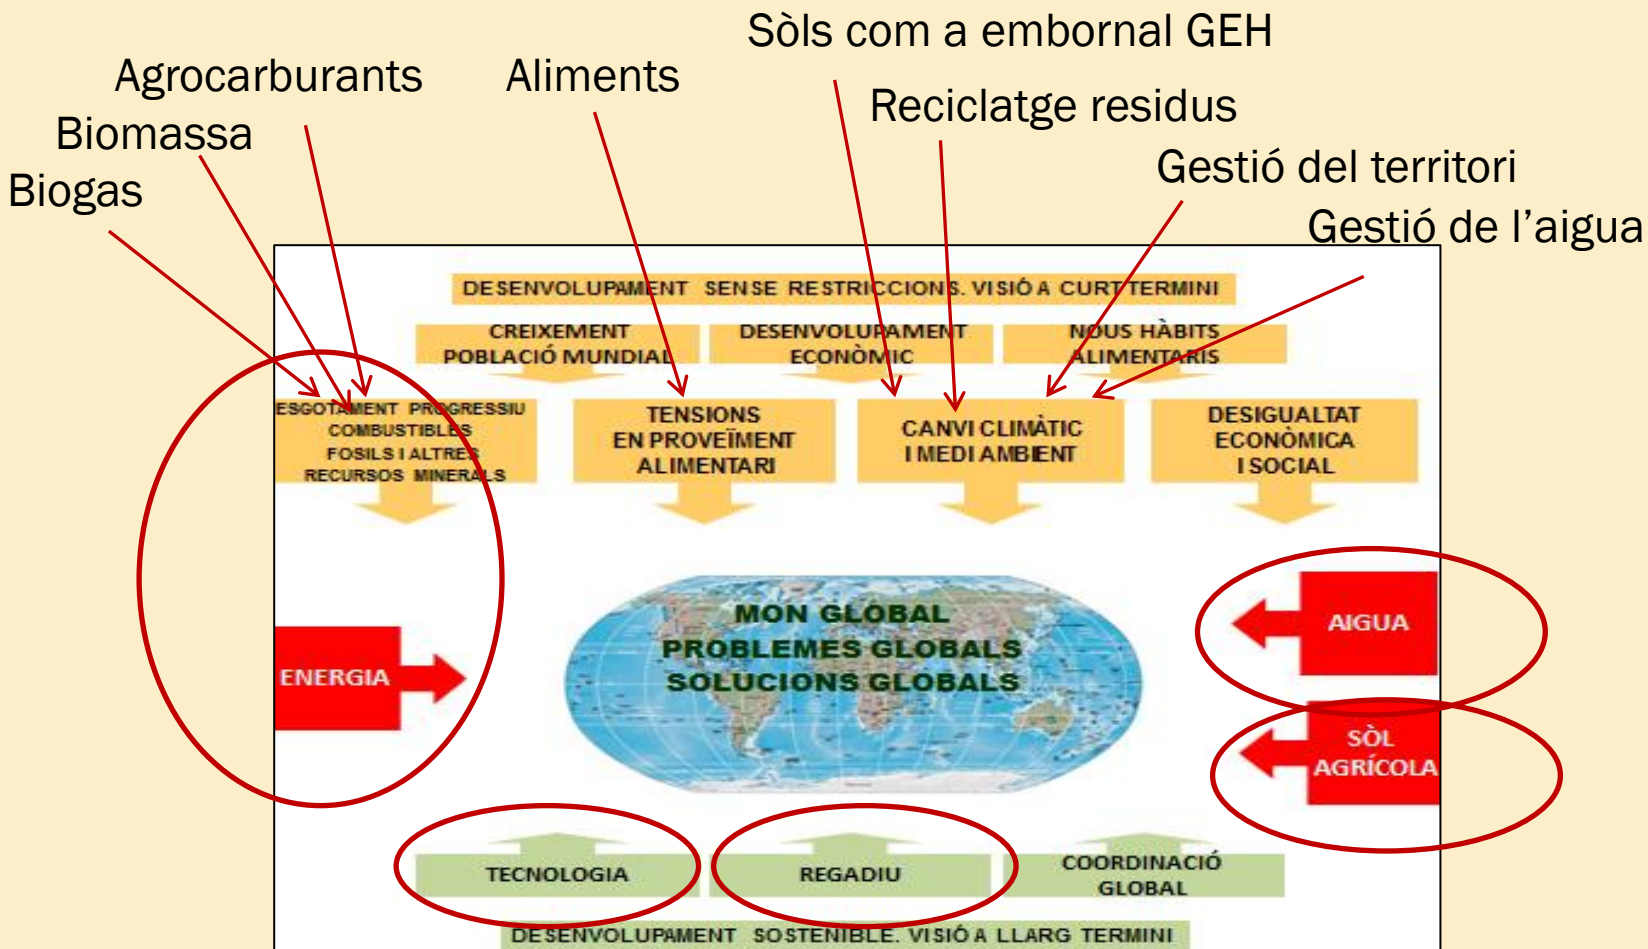 Sòls com a embornal GEH
Agrocarburants
Aliments
Reciclatge residus
Biomassa
Gestió del territori
Biogas
Gestió de l’aigua
DESENVOLUPAMENT SENSE RESTRICCIONS. VISIÓ A CURT TERMINI
CREIXEMENT
POBLACIÓ MUNDIAL
DESENVOLUPAMENT
ECONÒMIC
NOUS HÀBITS
ALIMENTARIS
ESGOTAMENT PROGRESSIU
COMBUSTIBLES
FOSILS I ALTRES
RECURSOS MINERALS
TENSIONS
EN PROVEÏMENT
ALIMENTARI
CANVI CLIMÀTIC
I MEDI AMBIENT
DESIGUALTAT
ECONÒMICA
I SOCIAL
MON GLOBAL
PROBLEMES GLOBALS
SOLUCIONS GLOBALS
ENERGIA
AIGUA
SÒL
AGRÍCOLA
TECNOLOGIA
REGADIU
COORDINACIÓ
GLOBAL
DESENVOLUPAMENT SOSTENIBLE. VISIÓ A LLARG TERMINI